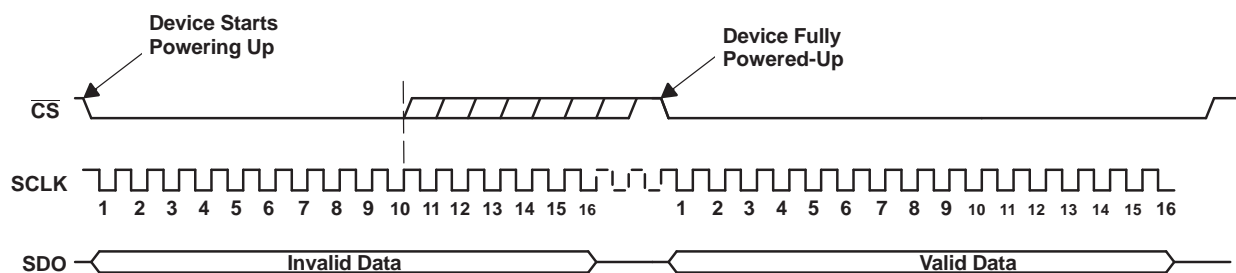 Device Starts
Powering Up
Device Fully
Powered-Up
CS
SCLK
1 2 3 4 5 6 7 8 9 10 11 12 13 14 15 16 1 2 3 4 5 6 7 8 9 10 11 12 13 14 15 16
SDO Invalid Data Valid Data